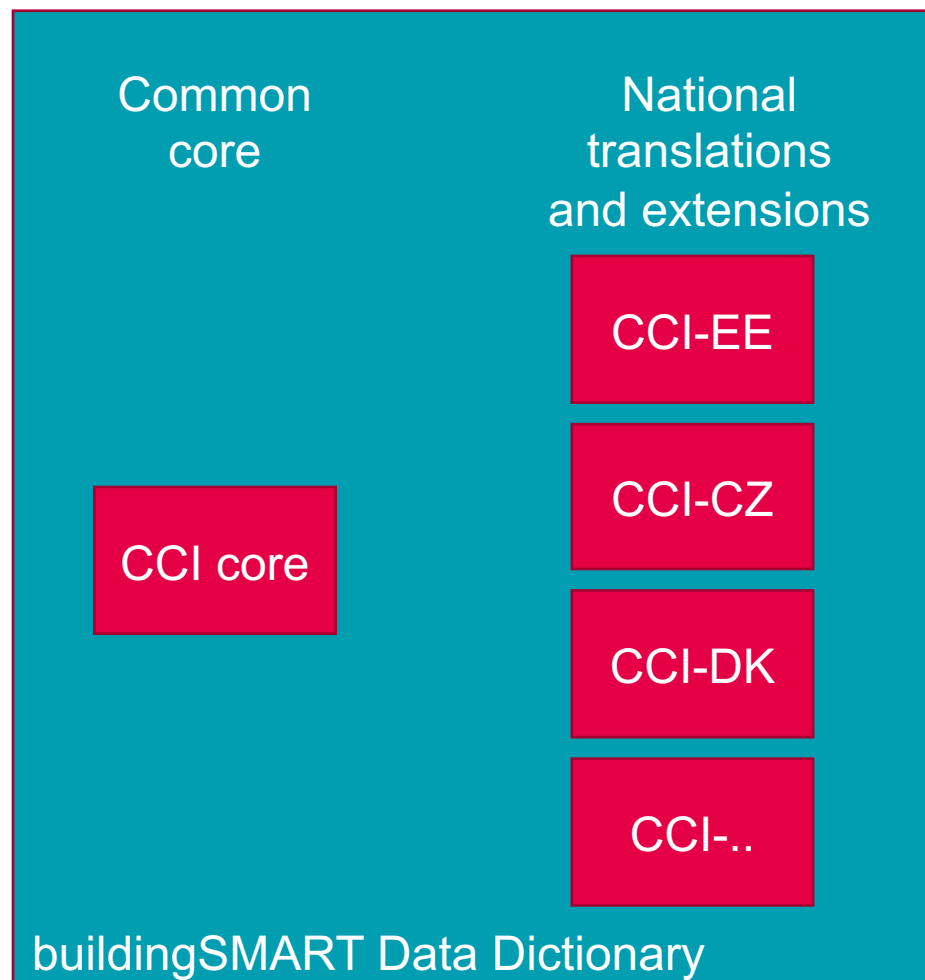 Common
core
CCI core
National
translations
and extensions
CCI-EE
CCI-CZ
CCI-DK
CCI-..
buildingSMART Data Dictionary